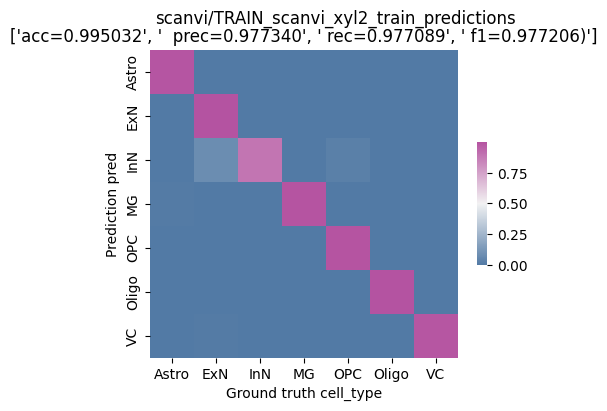 scanvi/TRAIN_scanvi_xyl2_train_predictions
['acc=0.995032', '  prec=0.977340', ' rec=0.977089', ' f1=0.977206)']
Astro
ExN
InN
MG
OPC
Oligo
VC
Prediction pred
Astro ExN InN MG OPC Oligo VC
Ground truth cell_type
0.75
0.50
0.25
0.00